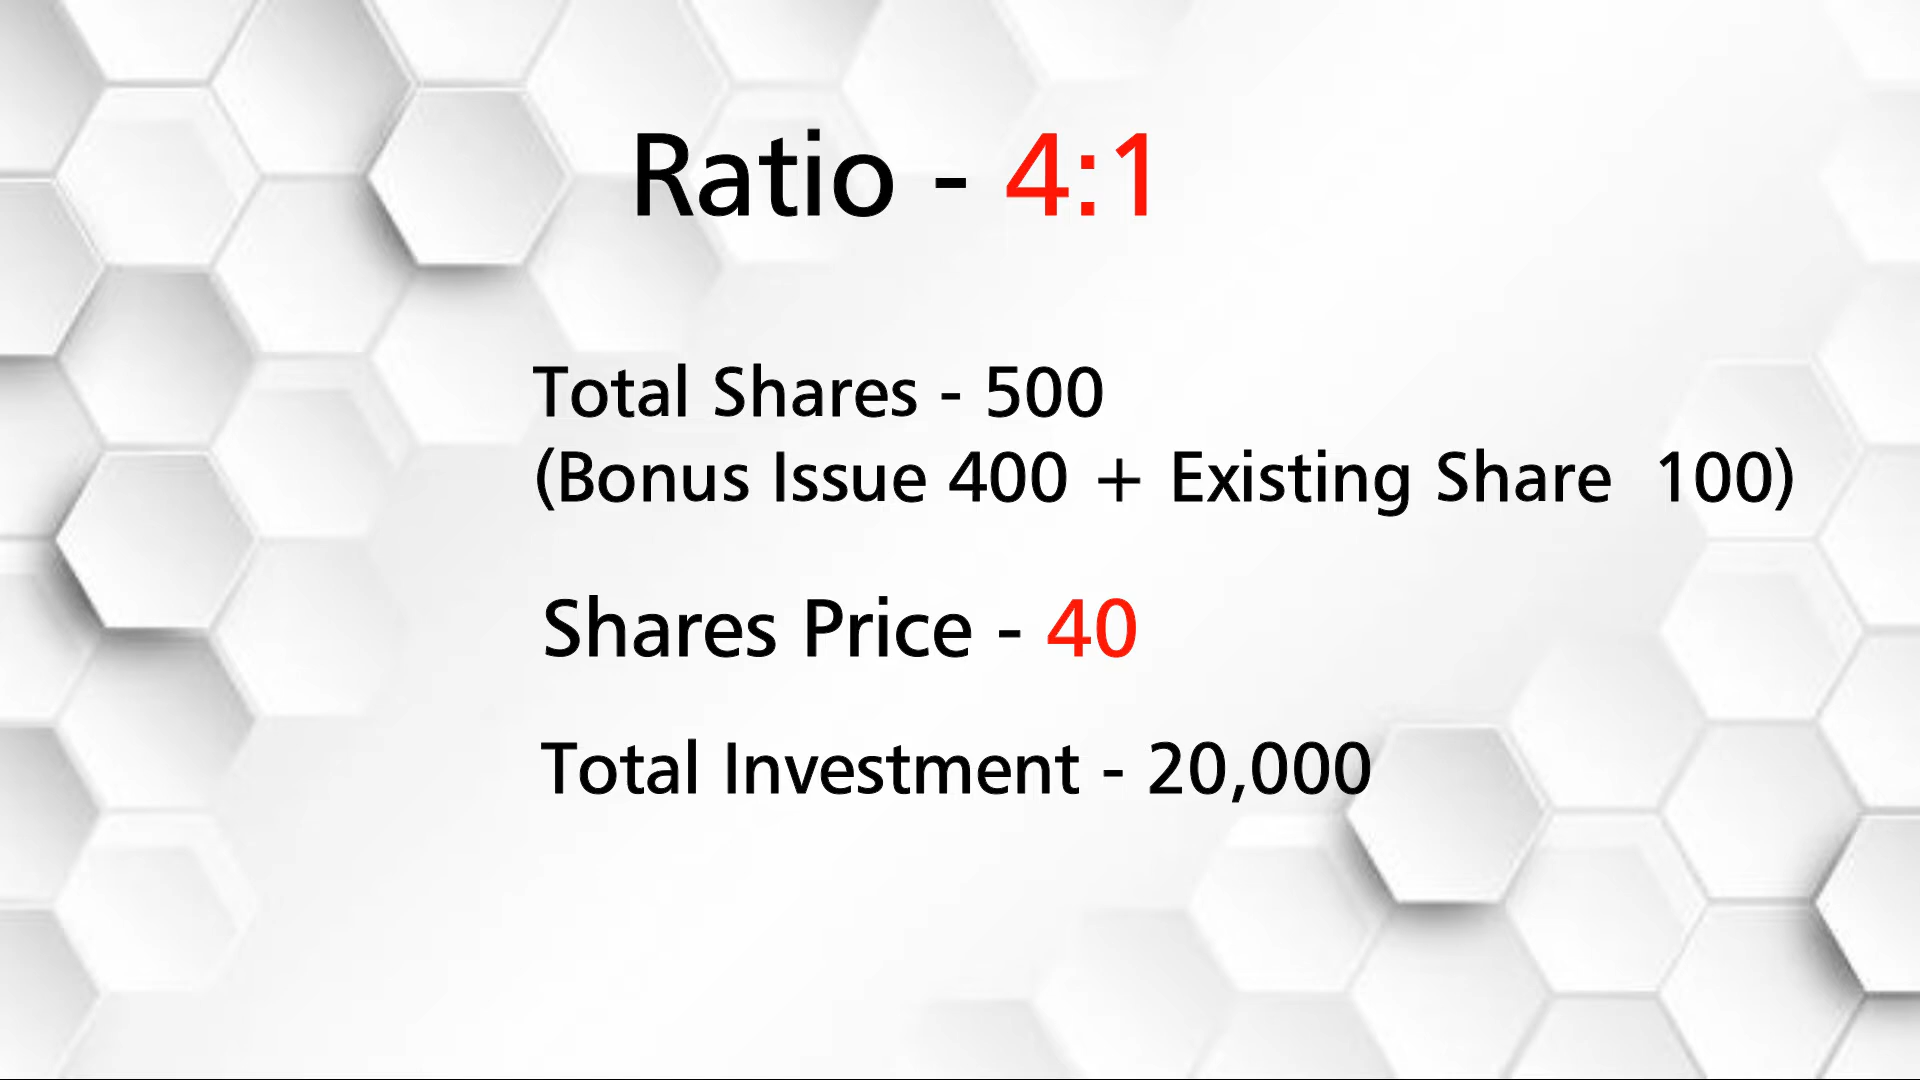 Ratio - 4:1
Total Shares - 500
(Bonus Issue 400 + Existing Share 100)
Shares Price - 40
Total Investment - 20,000